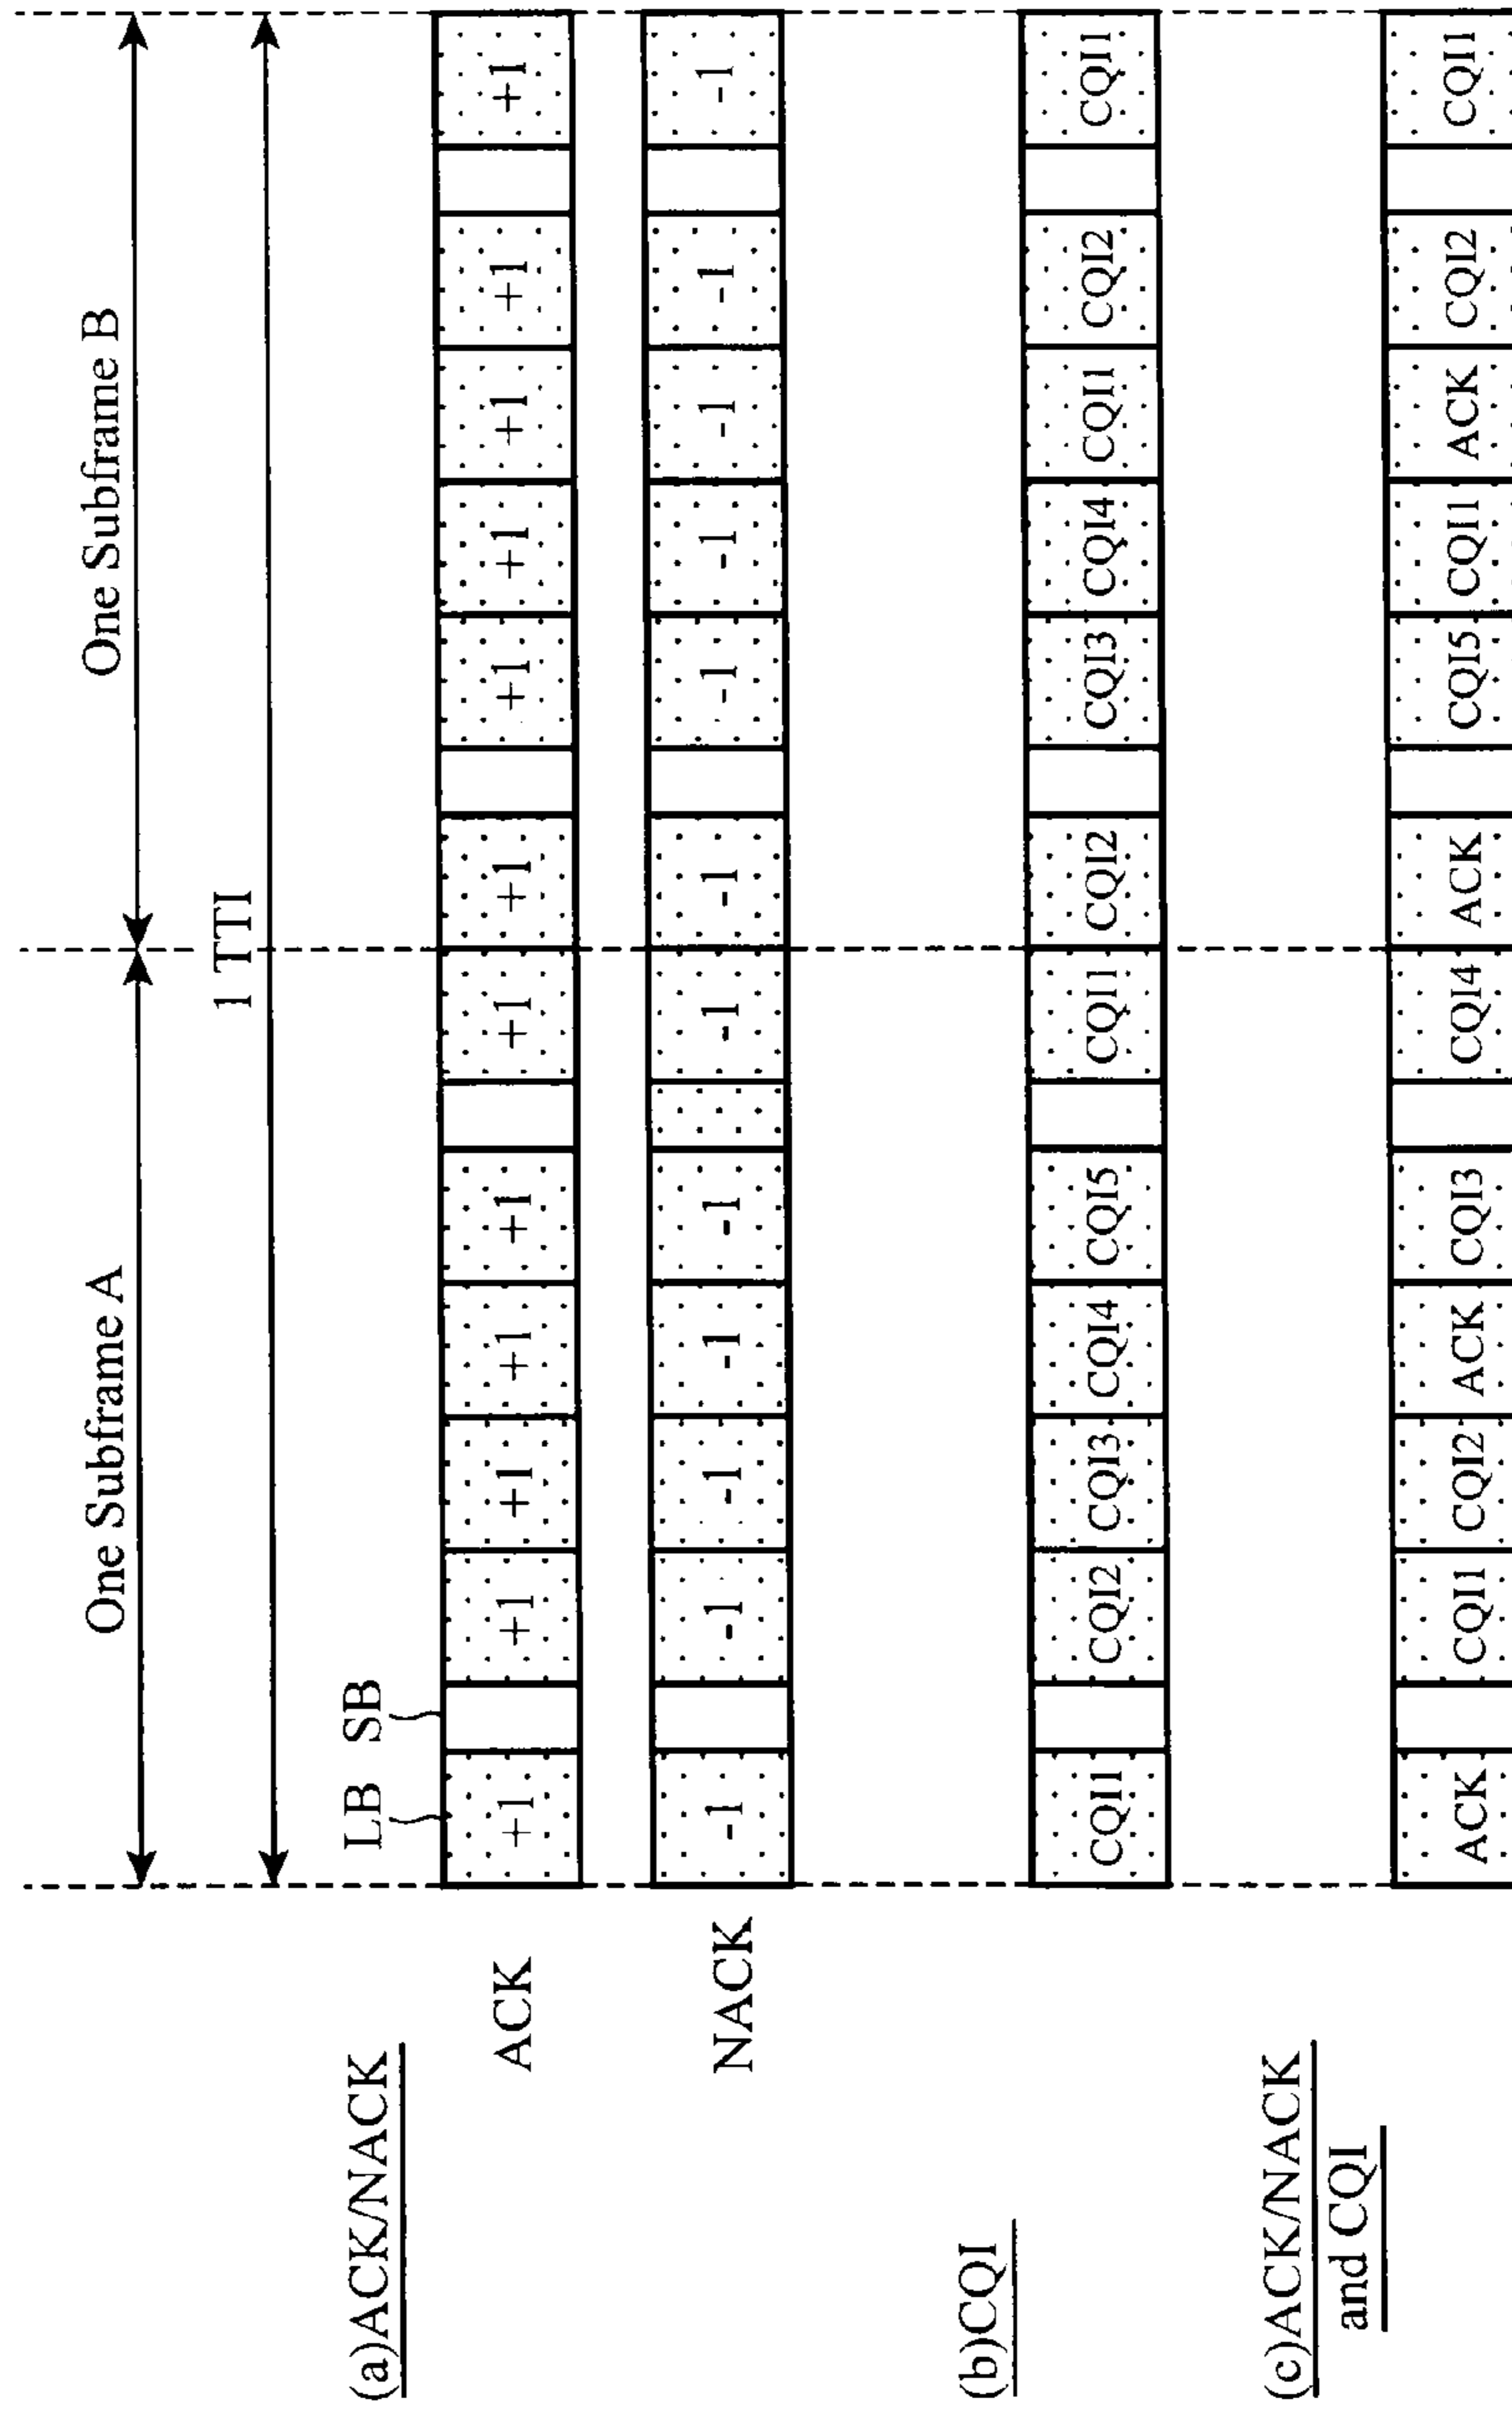 One Subframe A One Subframe B
1 TTI
LB SB
(a)ACK/NACK
ACK +1 +1 +1 +1 +1 +1 +1 +1 +1 +1 +1 +1
NACK -1 -1 -1 -1 -1 -1 -1 -1 -1 -1 -1 -1
(b)CQI
CQI1 CQI2 CQI3 CQI4 CQI5 CQI1 CQI2 CQI3 CQI4 CQI1 CQI2 CQI1
(c)ACK/NACK
and CQI
ACK CQI1 CQI2 ACK CQI3 CQI4 ACK CQI5 CQI1 ACK CQI2 CQI1